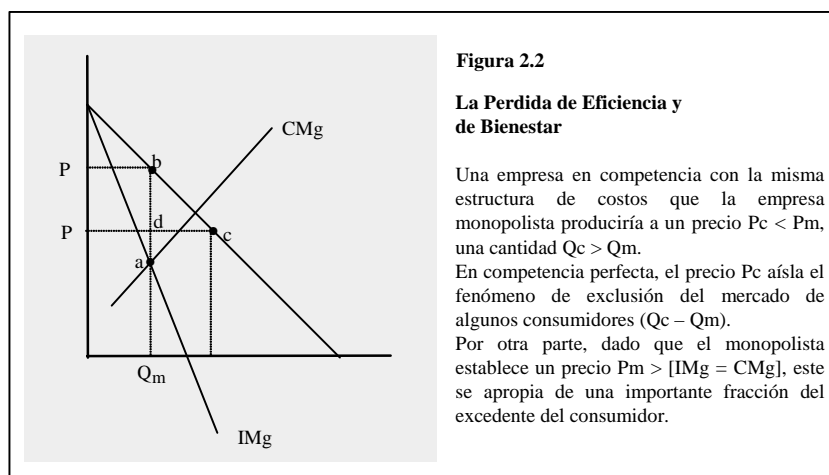 Figura 2.2
La Perdida de Eficiencia y
de Bienestar
CMg
P
b
Una empresa en competencia con la misma
estructura de costos que la empresa
monopolista produciría a un precio Pc < Pm,
una cantidad Qc > Qm.
P
d
c
a
En competencia perfecta, el precio Pc aísla el
fenómeno de exclusión del mercado de
algunos consumidores (Qc – Qm).
Por otra parte, dado que el monopolista
establece un precio Pm > [IMg = CMg], este
se apropia de una importante fracción del
excedente del consumidor.
Qm
IMg